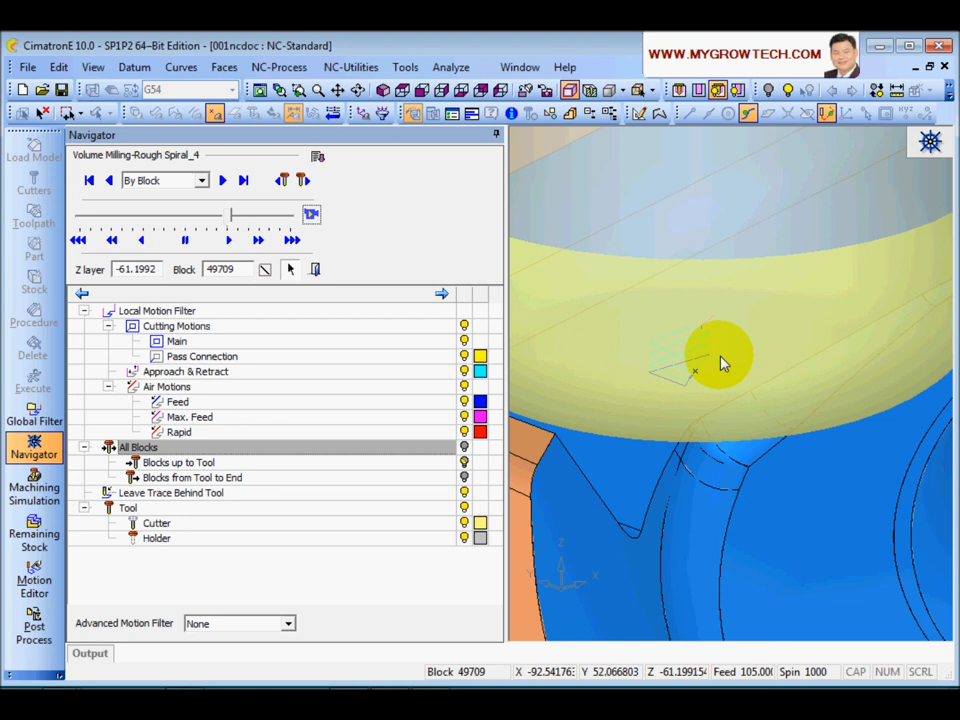 CimatronE 10.0 - SP1P2 64–Bit Edition - [001ncdoc : NC-Standard]
WWW.MYGROWTECH.COM
File Edit View Datum Curves Faces NC-Process NC-Utilities Tools Analyze Window Help
G54
Navigator
Load Model
Cutters
Toolpath
Part
Stock
Procedure
Delete
Execute
Global Filter
Navigator
Machining Simulation
Remaining Stock
Motion Editor
Post Process
Volume Milling-Rough Spiral_4
By Block
Z layer -61.1992 Block 49709
Local Motion Filter
Cutting Motions
Main
Pass Connection
Approach & Retract
Air Motions
Feed
Max. Feed
Rapid
All Blocks
Blocks up to Tool
Blocks from Tool to End
Leave Trace Behind Tool
Tool
Cutter
Holder
Advanced Motion Filter None
Z
X
Output
Block 49709 X -92.54176 Y 52.066803 Z -61.199154 Feed 105.000 Spin 1000 CAP NUM SCRL